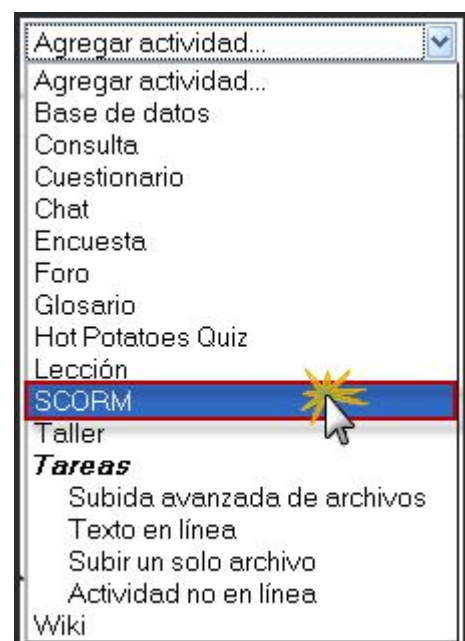 Agregar actividad...
Agregar actividad...
Base de datos
Consulta
Cuestionario
Chat
Encuesta
Foro
Glosario
Hot Potatoes Quiz
Lección
SCORM
Taller
Tareas
Subida avanzada de archivos
Texto en línea
Subir un solo archivo
Actividad no en línea
Wiki